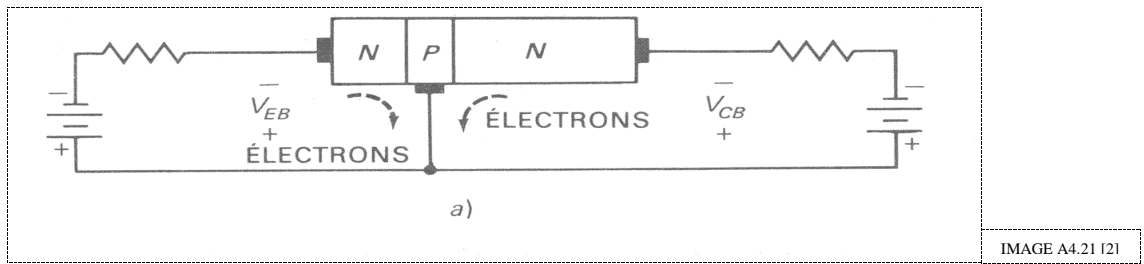 N P N
− − − −
V_EB V_CB
+ ÉLECTRONS +
+ +
ÉLECTRONS
a)
IMAGE A4.21 [2]